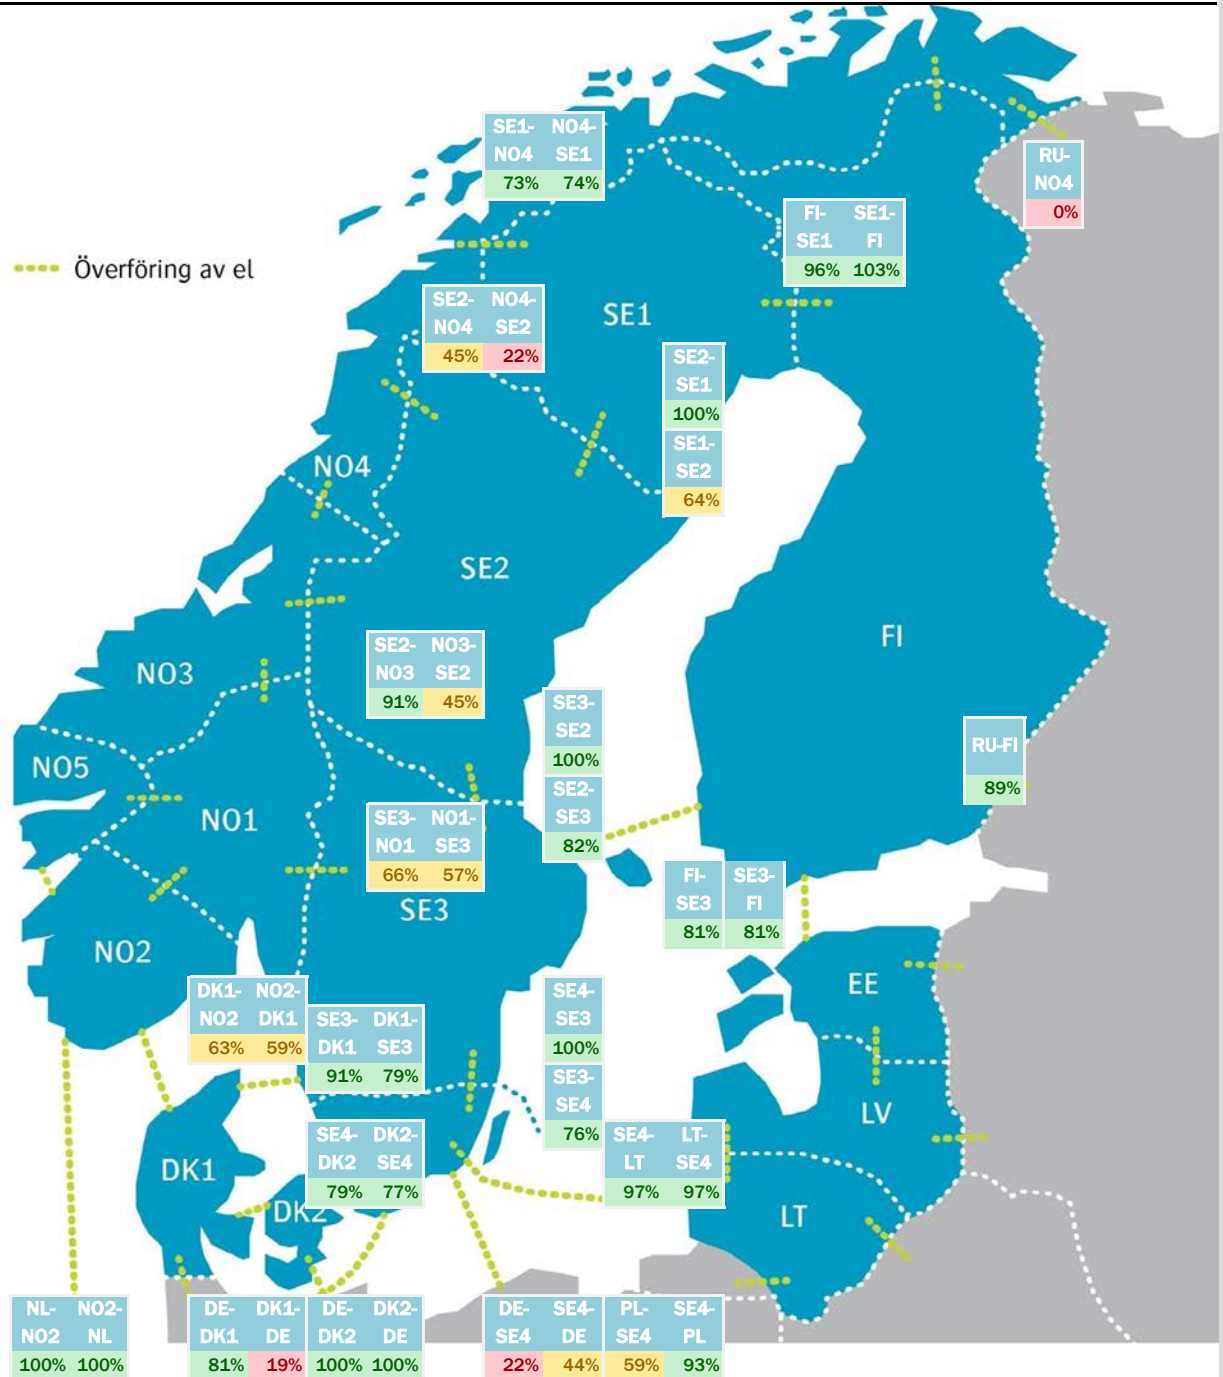 SE1- NO4-
NO4 SE1
73% 74%
RU-
NO4
0%
FI- SE1-
SE1 FI
96% 103%
Överföring av el
SE2- NO4-
NO4 SE2
45% 22%
SE1
SE2-
SE1
100%
SE1-
SE2
64%
NO4
SE2
FI
SE2- NO3-
NO3 SE2
91% 45%
NO3
SE3-
SE2
100%
SE2-
SE3
82%
RU-FI
89%
NO5
NO1
SE3- NO1-
NO1 SE3
66% 57%
SE3
FI- SE3-
SE3 FI
81% 81%
NO2
EE
DK1- NO2-
NO2 DK1
63% 59%
SE3- DK1-
DK1 SE3
91% 79%
SE4-
SE3
100%
SE3-
SE4
76%
LV
SE4- DK2-
DK2 SE4
79% 77%
SE4- LT-
LT SE4
97% 97%
DK1
DK2
LT
NL- NO2-
NO2 NL
100% 100%
DE- DK1-
DK1 DE
81% 19%
DE- DK2-
DK2 DE
100% 100%
DE- SE4-
SE4 DE
22% 44%
PL- SE4-
SE4 PL
59% 93%